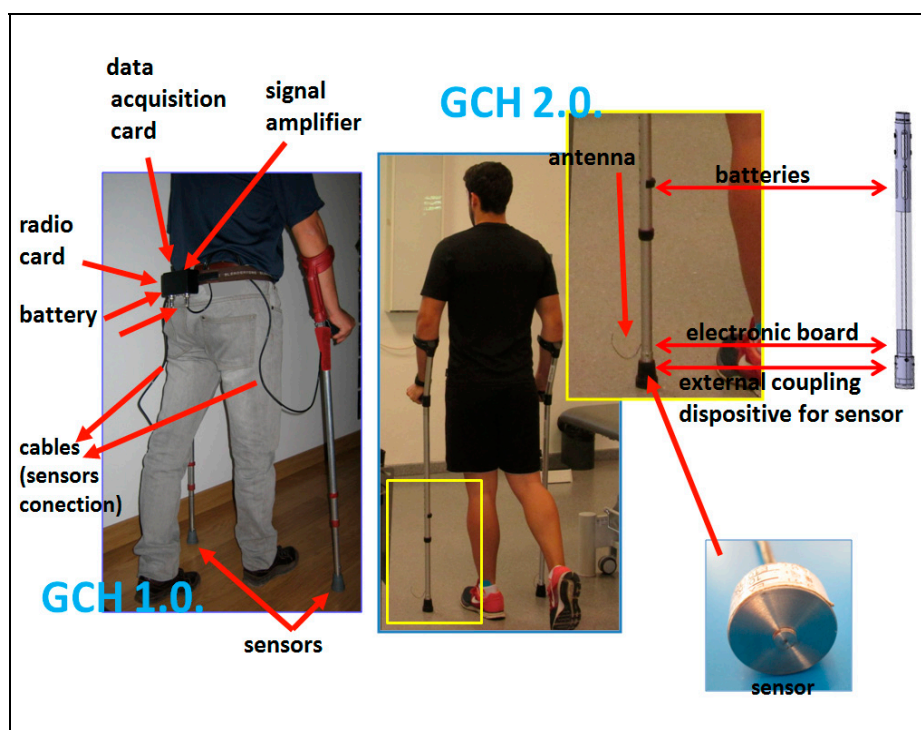 data
acquisition
card
signal
amplifier
GCH 2.0.
antenna
batteries
radio
card
battery
electronic board
external coupling
dispositive for sensor
cables
(sensors
conection)
GCH 1.0.
sensors
sensor